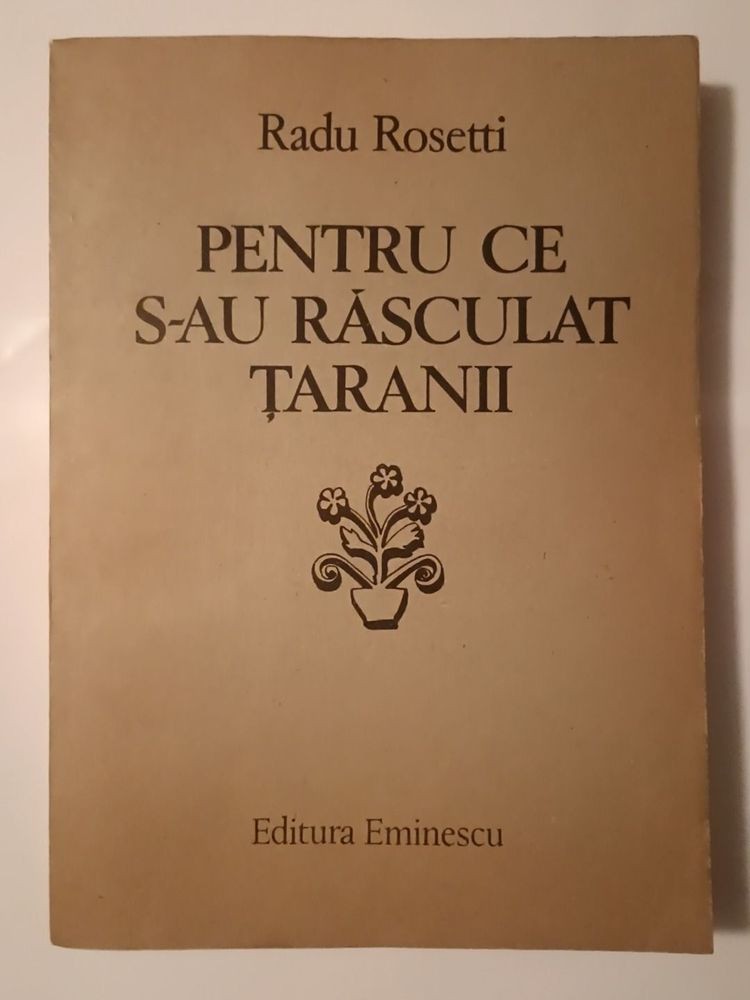 Radu Rosetti
PENTRU CE
S-AU RĂSCULAT
ȚARANII
Editura Eminescu